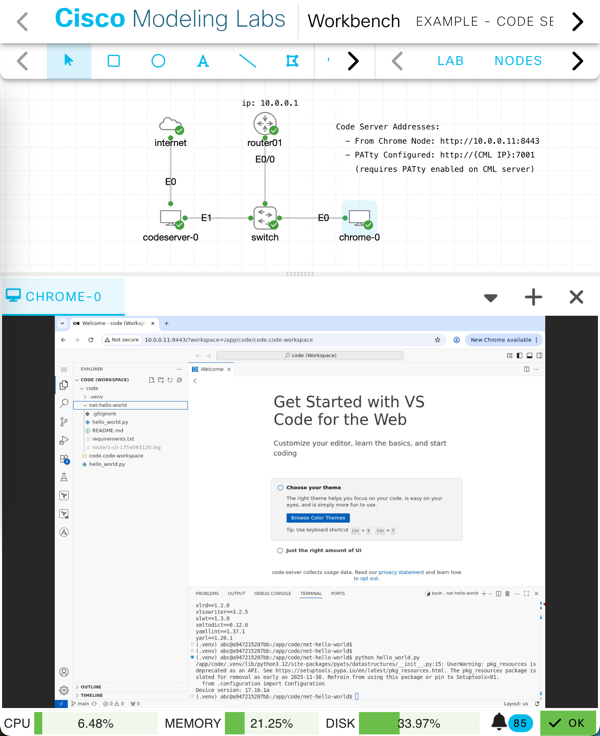 Cisco Modeling Labs
Workbench
EXAMPLE - CODE SE
A
LAB
NODES
ip: 10.0.0.1
internet
router01
E0/0
E0
E1
E0
codeserver-0
switch
chrome-0
Code Server Addresses:
- From Chrome Node: http://10.0.0.11:8443
- PATty Configured: http://{CML IP}:7001
(requires PATty enabled on CML server)
CHROME-0
Welcome - code (Works
Not secure
10.0.0.11:8443/?workspace=/app/code/code.code-workspace
New Chrome available
code (Workspace)
EXPLORER
CODE (WORKSPACE)
code
.venv
net-hello-world
.gitignore
hello_world.py
README.md
requirements.txt
code.code-workspace
hello_world.py
OUTLINE
TIMELINE
Welcome
Get Started with VS
Code for the Web
Customize your editor, learn the basics, and start
coding
Choose your theme
The right theme helps you focus on your code, is easy on your
eyes, and is simply more fun to use.
Browse Color Themes
Tip: Use keyboard shortcut Ctrl + K Ctrl + T
Just the right amount of UI
code-server collects usage data. Read our privacy statement and learn how
to opt out.
PROBLEMS
OUTPUT
DEBUG CONSOLE
TERMINAL
PORTS
bash - net-hello-world
xlrd==1.2.0
xlsxwriter==3.2.5
xlwt==1.3.0
xmltodict==0.12.0
yamllint==1.37.1
yarl==1.20.1
(.venv) abc@a947215207bb:/app/code/net-hello-world$
(.venv) abc@a947215207bb:/app/code/net-hello-world$
(.venv) abc@a947215207bb:/app/code/net-hello-world$ python hello_world.py
/app/code/.venv/lib/python3.12/site-packages/pyats/datastructures/__init__.py:15: UserWarning: pkg_resources is
deprecated as an API. See https://setuptools.pypa.io/en/latest/pkg_resources.html. The pkg_resources package is
slated for removal as early as 2025-11-30. Refrain from using this package or pin to Setuptools<81.
from .configuration import Configuration
Device version: 17.16.1a
(.venv) abc@a947215207bb:/app/code/net-hello-world$
main
0
0
0
Layout: us
CPU
6.48%
MEMORY
21.25%
DISK
33.97%
85
OK